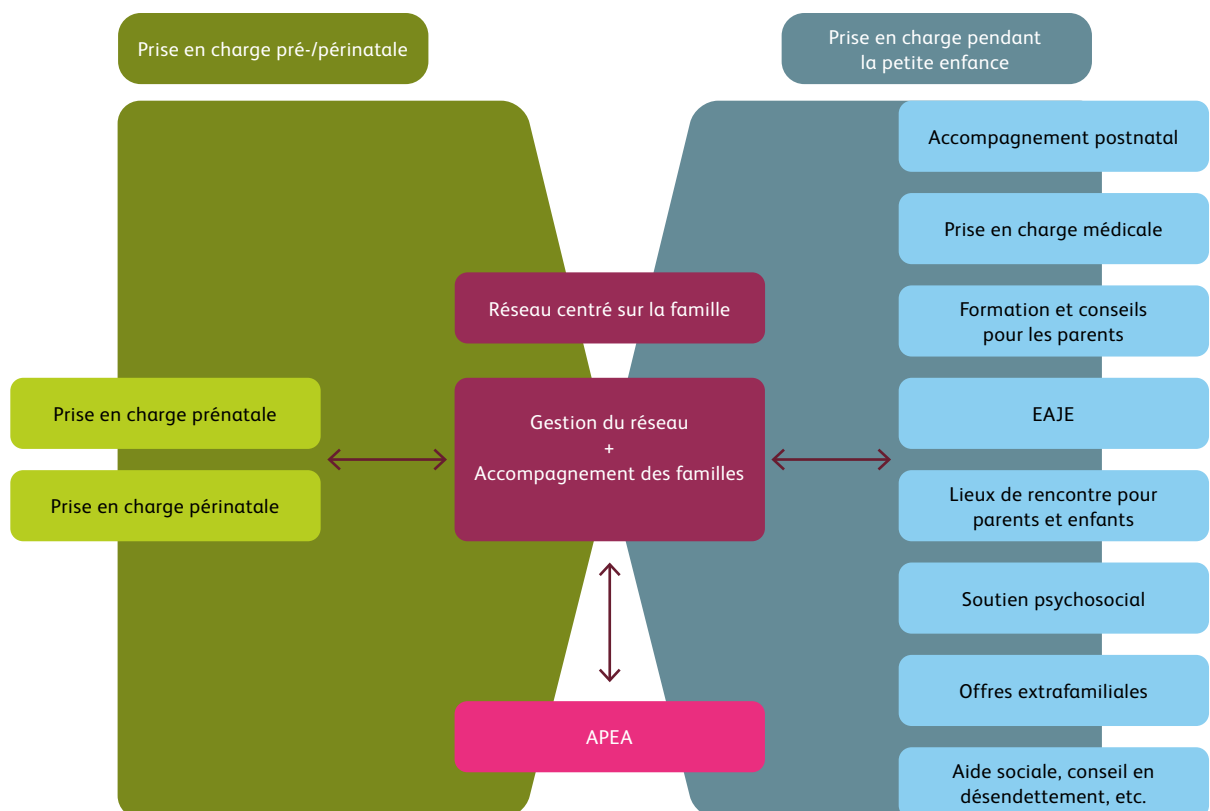 Prise en charge pré-/périnatale
Prise en charge pendant
la petite enfance
Accompagnement postnatal
Prise en charge médicale
Réseau centré sur la famille
Formation et conseils
pour les parents
Prise en charge prénatale
Gestion du réseau
+
Accompagnement des familles
EAJE
Prise en charge périnatale
Lieux de rencontre pour
parents et enfants
Soutien psychosocial
Offres extrafamiliales
APEA
Aide sociale, conseil en
désendettement, etc.